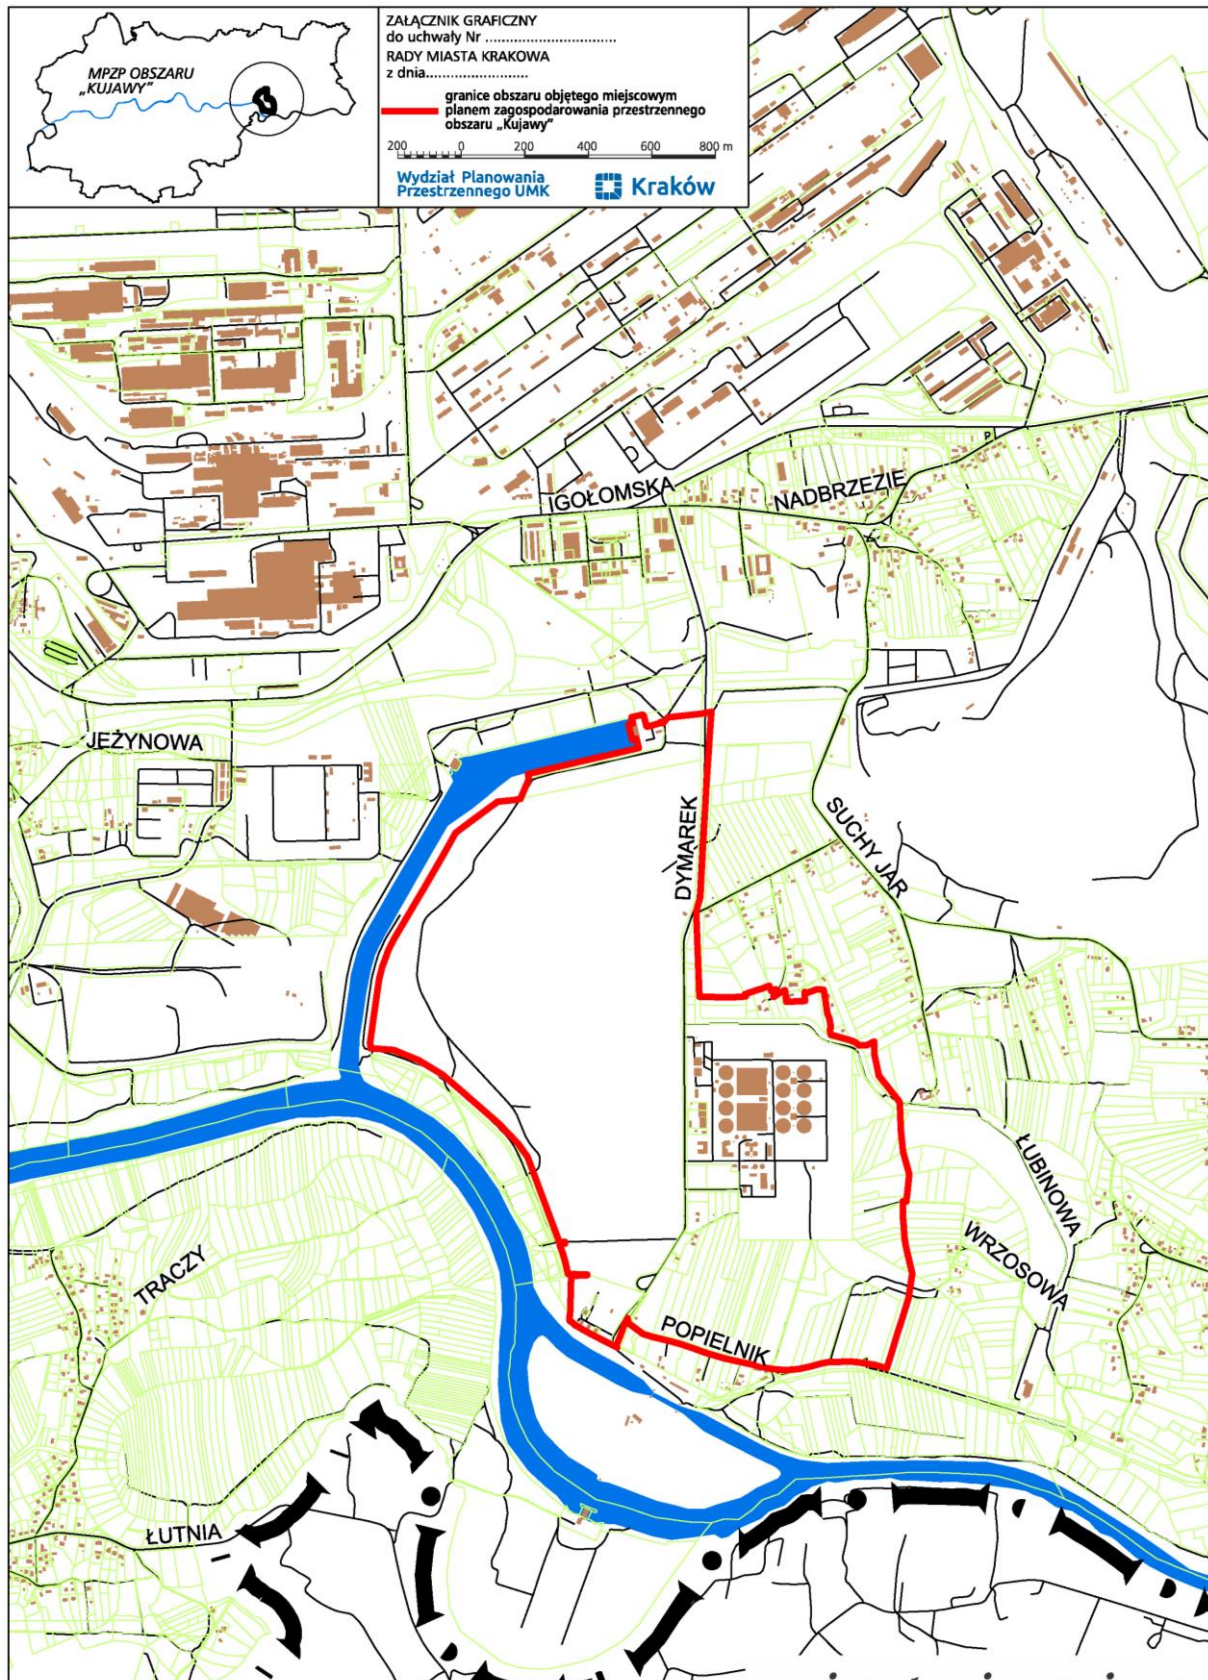 MPZP OBSZARU
„KUJAWY”
ZAŁĄCZNIK GRAFICZNY
do uchwały Nr ................................
RADY MIASTA KRAKOWA
z dnia.........................
granice obszaru objętego miejscowym
planem zagospodarowania przestrzennego
obszaru „Kujawy”
200 0 200 400 600 800 m
Wydział Planowania
Przestrzennego UMK
Kraków
IGOŁOMSKA
NADBRZEZIE
P
JEŻYNOWA
DYMAREK
SUCHY JAR
ŁUBINOWA
WRZOSOWA
TRACZY
POPIELNIK
ŁUTNIA